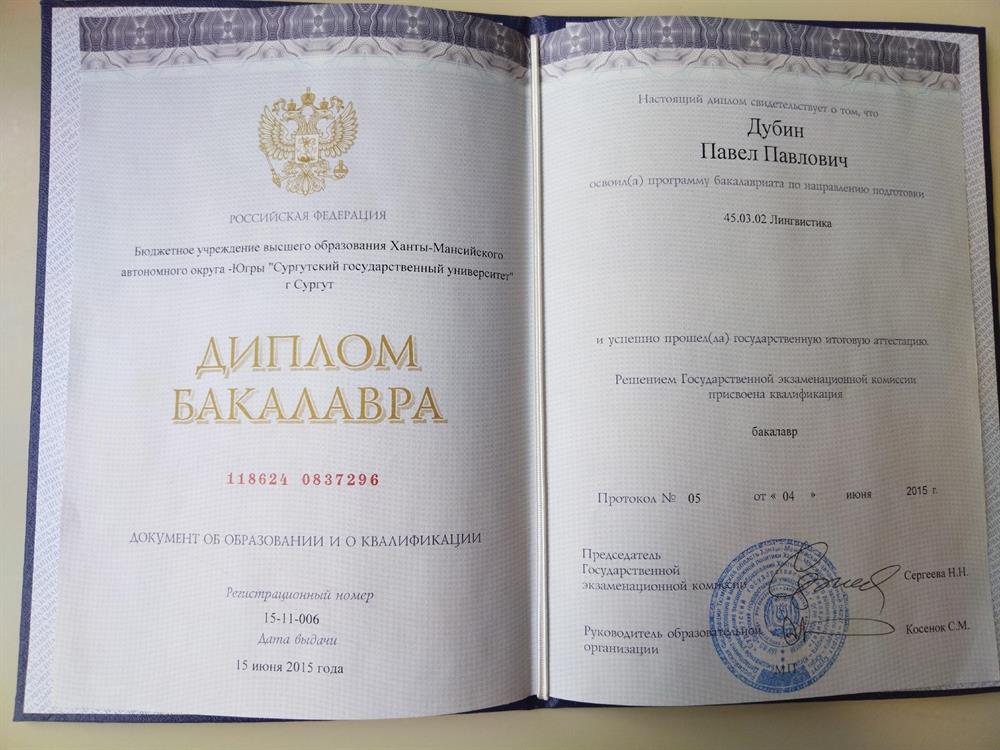 РОССИЙСКАЯ ФЕДЕРАЦИЯ
Бюджетное учреждение высшего образования Ханты-Мансийского
автономного округа -Югры "Сургутский государственный университет"
г Сургут
ДИПЛОМ
БАКАЛАВРА
118624 0837296
ДОКУМЕНТ ОБ ОБРАЗОВАНИИ И О КВАЛИФИКАЦИИ
Регистрационный номер
15-11-006
Дата выдачи
15 июня 2015 года
Настоящий диплом свидетельствует о том, что
Дубин
Павел Павлович
освоил(а) программу бакалавриата по направлению подготовки
45.03.02 Лингвистика
и успешно прошел(ла) государственную итоговую аттестацию.
Решением Государственной экзаменационной комиссии
присвоена квалификация
бакалавр
Протокол № 05 от « 04 » июня 2015 г.
Председатель
Государственной
экзаменационной комиссии
Сергеева Н.Н.
Руководитель образовательной
организации
Косенок С.М.
М.П.